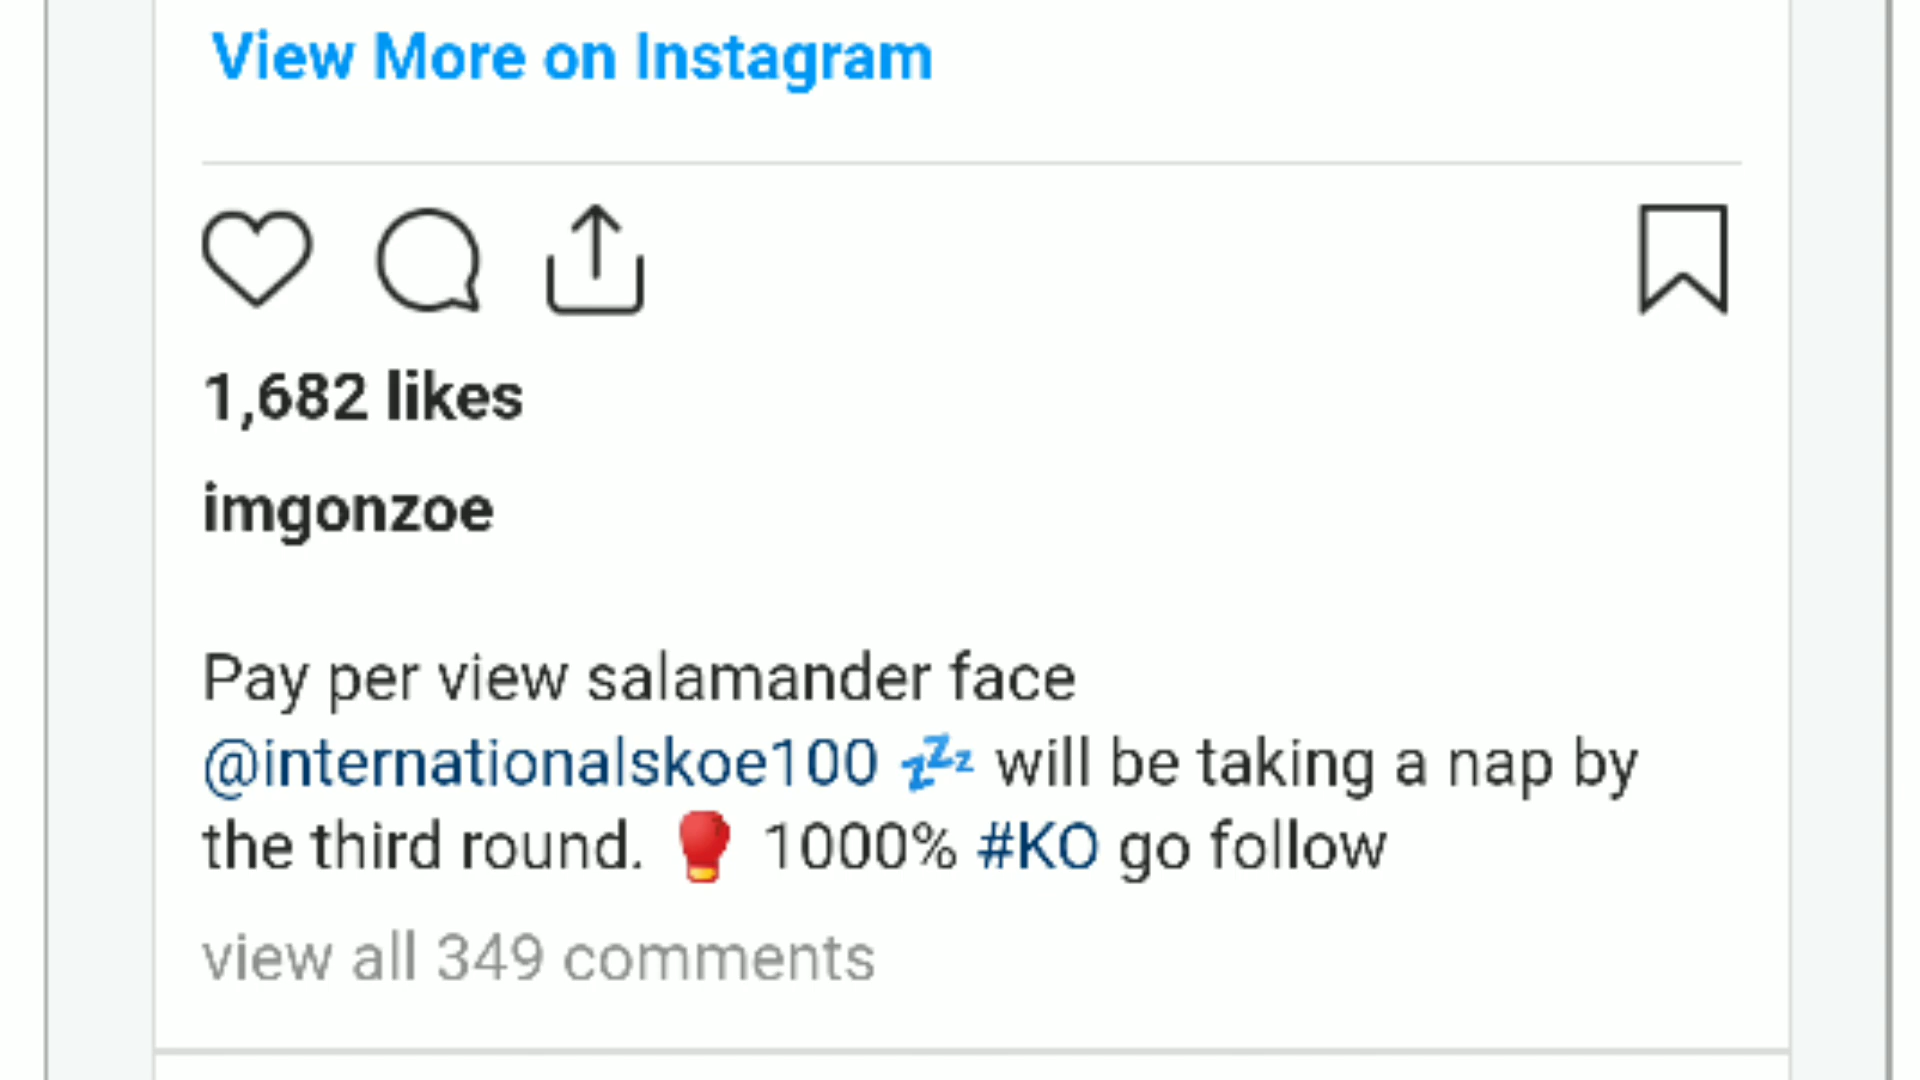 View More on Instagram
1,682 likes
imgonzoe
Pay per view salamander face
@internationalskoe100 💤 will be taking a nap by
the third round. 🥊 1000% #KO go follow
view all 349 comments